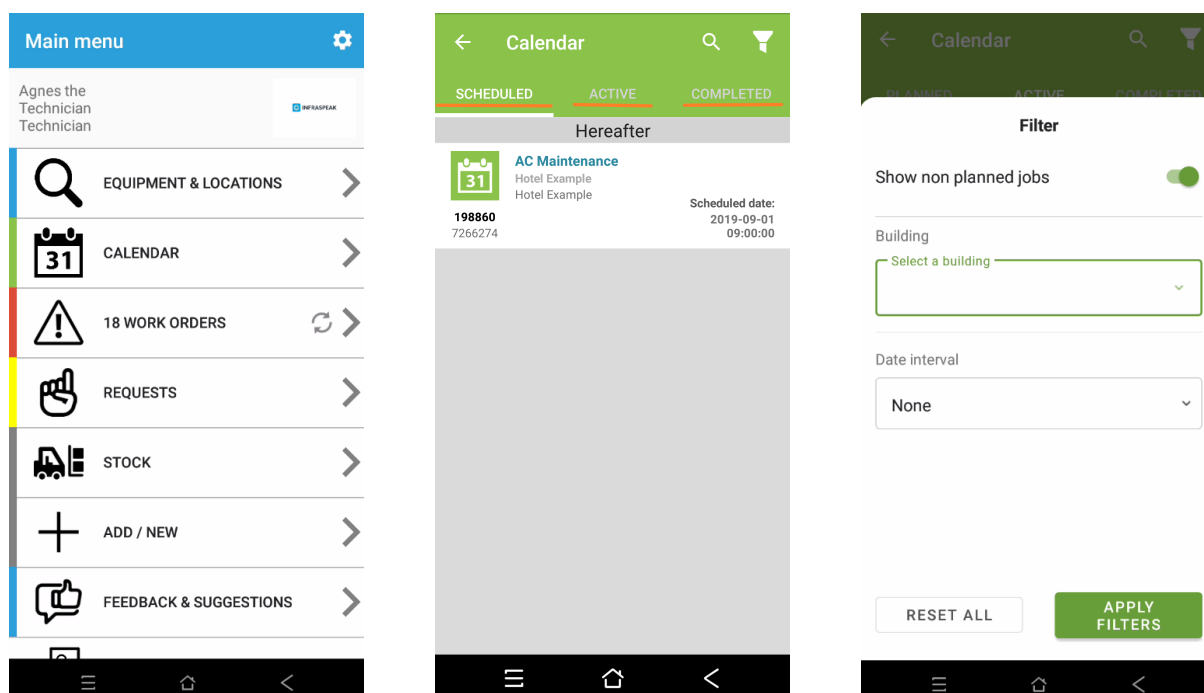 Main menu
Agnes the
Technician
Technician
INFRASPEAK
EQUIPMENT & LOCATIONS
31
CALENDAR
18 WORK ORDERS
REQUESTS
STOCK
ADD / NEW
FEEDBACK & SUGGESTIONS
Calendar
SCHEDULED ACTIVE COMPLETED
Hereafter
31
AC Maintenance
Hotel Example
Hotel Example
198860
7266274
Scheduled date:
2019-09-01
09:00:00
Calendar
PLANNED ACTIVE COMPLETED
Filter
Show non planned jobs
Building
Select a building
Date interval
None
RESET ALL
APPLY
FILTERS